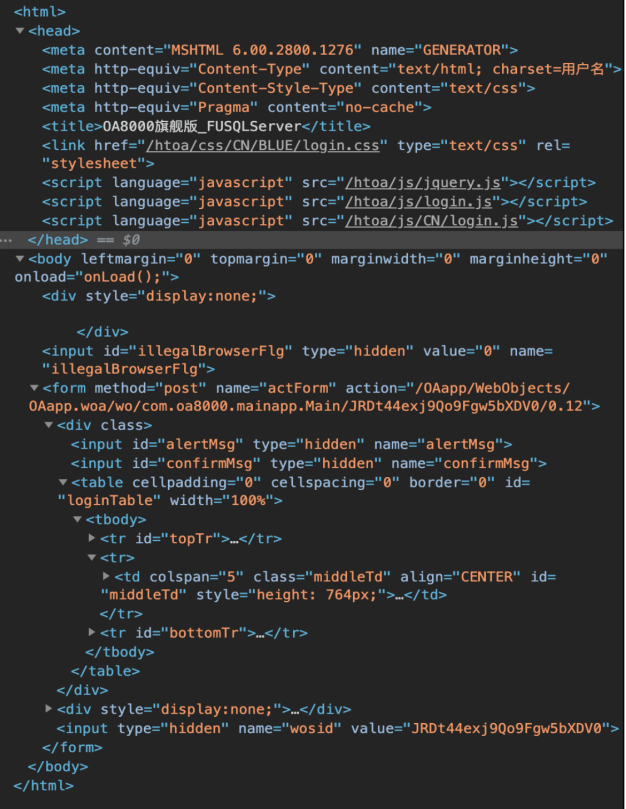 <html>
<head>
<meta content="MSHTML 6.00.2800.1276" name="GENERATOR">
<meta http-equiv="Content-Type" content="text/html; charset=用户名">
<meta http-equiv="Content-Style-Type" content="text/css">
<meta http-equiv="Pragma" content="no-cache">
<title>OA8000旗舰版_FUSQLServer</title>
<link href="/htoa/css/CN/BLUE/login.css" type="text/css" rel=
"stylesheet">
<script language="javascript" src="/htoa/js/jquery.js"></script>
<script language="javascript" src="/htoa/js/login.js"></script>
<script language="javascript" src="/htoa/js/CN/login.js"></script>
…</head> == $0
<body leftmargin="0" topmargin="0" marginwidth="0" marginheight="0"
onload="onLoad();">
<div style="display:none;">
</div>
<input id="illegalBrowserFlg" type="hidden" value="0" name=
"illegalBrowserFlg">
<form method="post" name="actForm" action="/OAapp/WebObjects/
OAapp.woa/wo/com.oa8000.mainapp.Main/JRDt44exj9Qo9Fgw5bXDV0/0.12">
<div class>
<input id="alertMsg" type="hidden" name="alertMsg">
<input id="confirmMsg" type="hidden" name="confirmMsg">
<table cellpadding="0" cellspacing="0" border="0" id=
"loginTable" width="100%">
<tbody>
<tr id="topTr">…</tr>
<tr>
<td colspan="5" class="middleTd" align="CENTER" id=
"middleTd" style="height: 764px;">…</td>
</tr>
<tr id="bottomTr">…</tr>
</tbody>
</table>
</div>
<div style="display:none;">…</div>
<input type="hidden" name="wosid" value="JRDt44exj9Qo9Fgw5bXDV0">
</form>
</body>
</html>